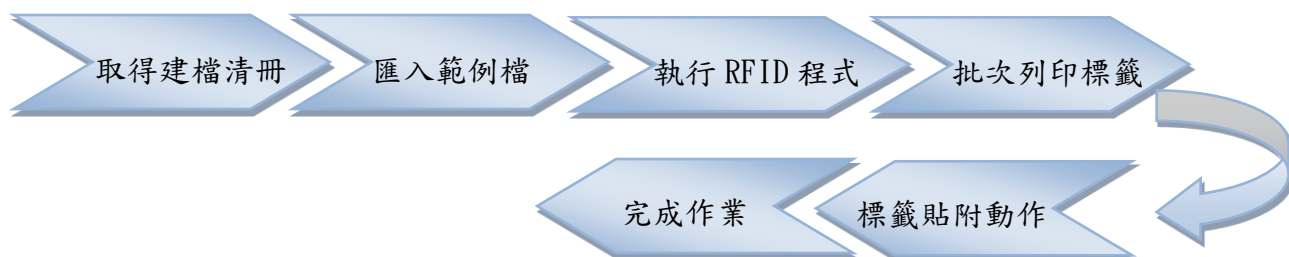 取得建檔清冊
匯入範例檔
執行 RFID 程式
批次列印標籤
標籤貼附動作
完成作業